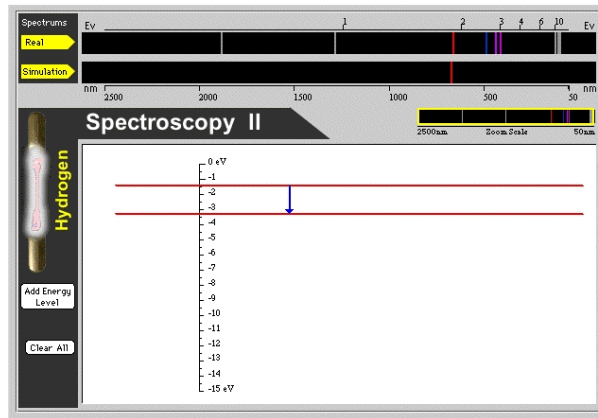 Spectrums
Ev 1 2 3 4 6 10 Ev
Real
Simulation
nm 2500 2000 1500 1000 500 50 nm
Spectroscopy II
2500nm Zoom Scale 50nm
Hydrogen
0 eV
-1
-2
-3
-4
-5
-6
-7
-8
-9
-10
-11
-12
-13
-14
-15 eV
Add Energy
Level
Clear All